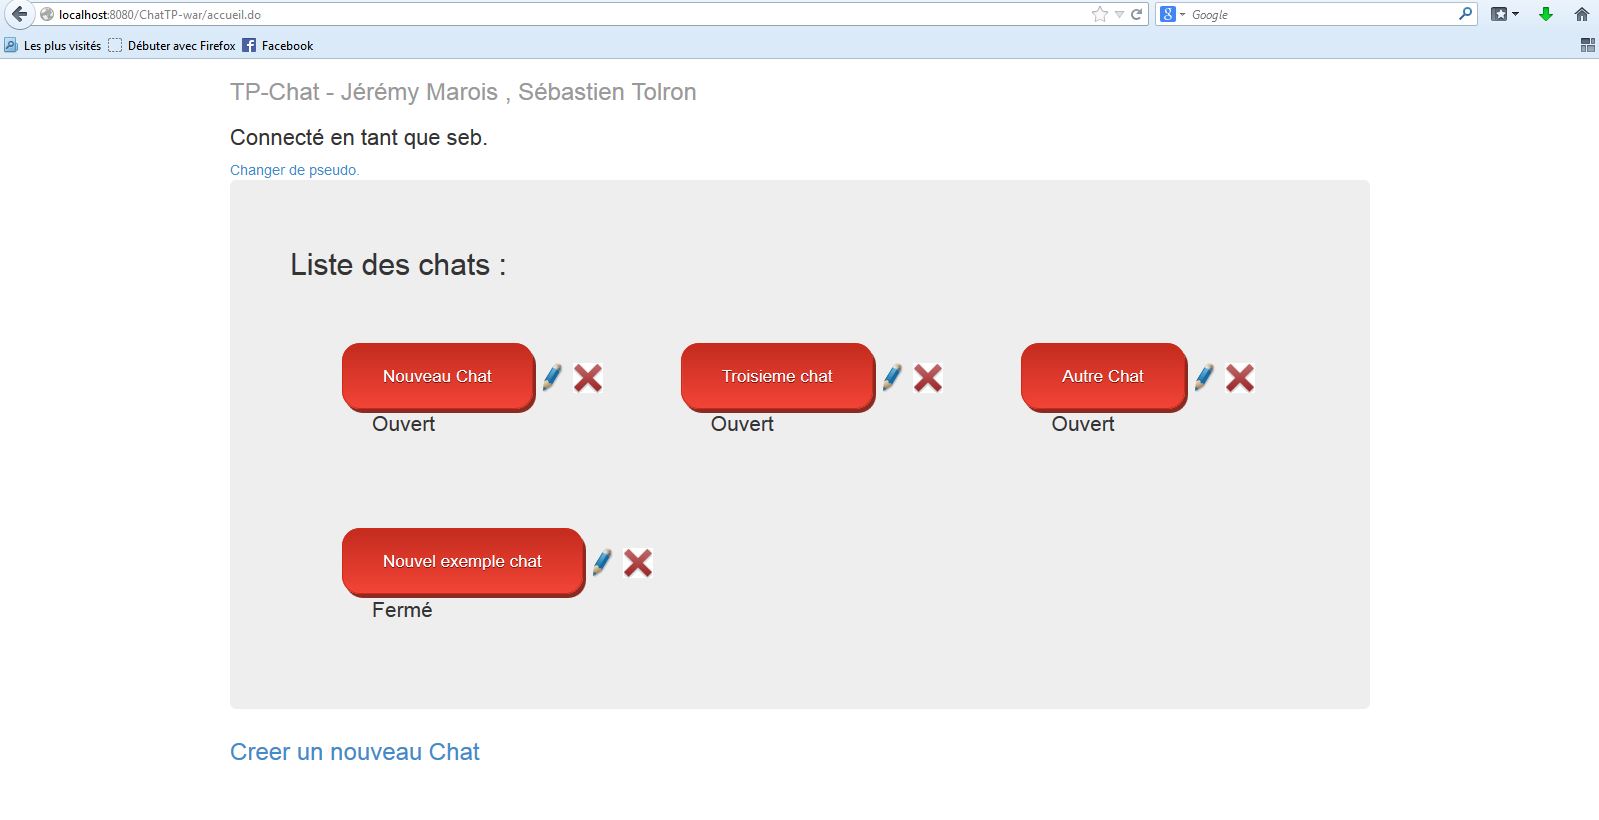 localhost:8080/ChatTP-war/accueil.do
Google
Les plus visités Débuter avec Firefox Facebook
TP-Chat - Jérémy Marois , Sébastien Tolron
Connecté en tant que seb.
Changer de pseudo.
Liste des chats :
Nouveau Chat Troisieme chat Autre Chat
Ouvert Ouvert Ouvert
Nouvel exemple chat
Fermé
Creer un nouveau Chat